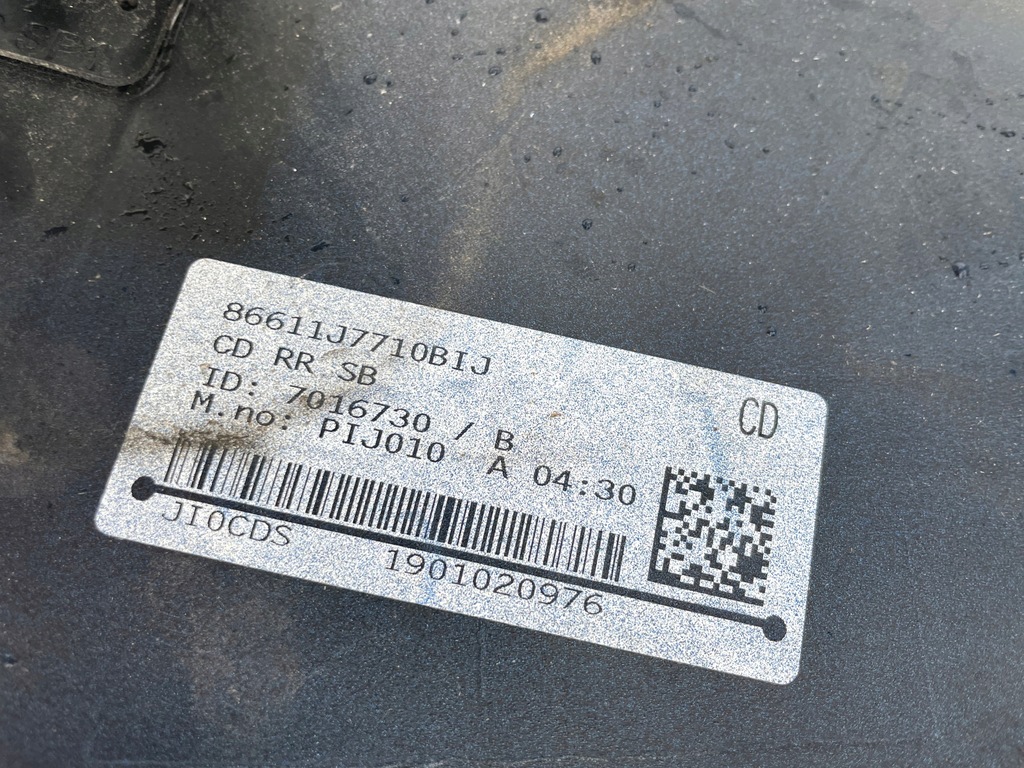 86611J7710BIJ
CD RR SB
CD
ID: 7016730 / B
M.no: PIJ010 A 04:30
JI0CDS 1901020976